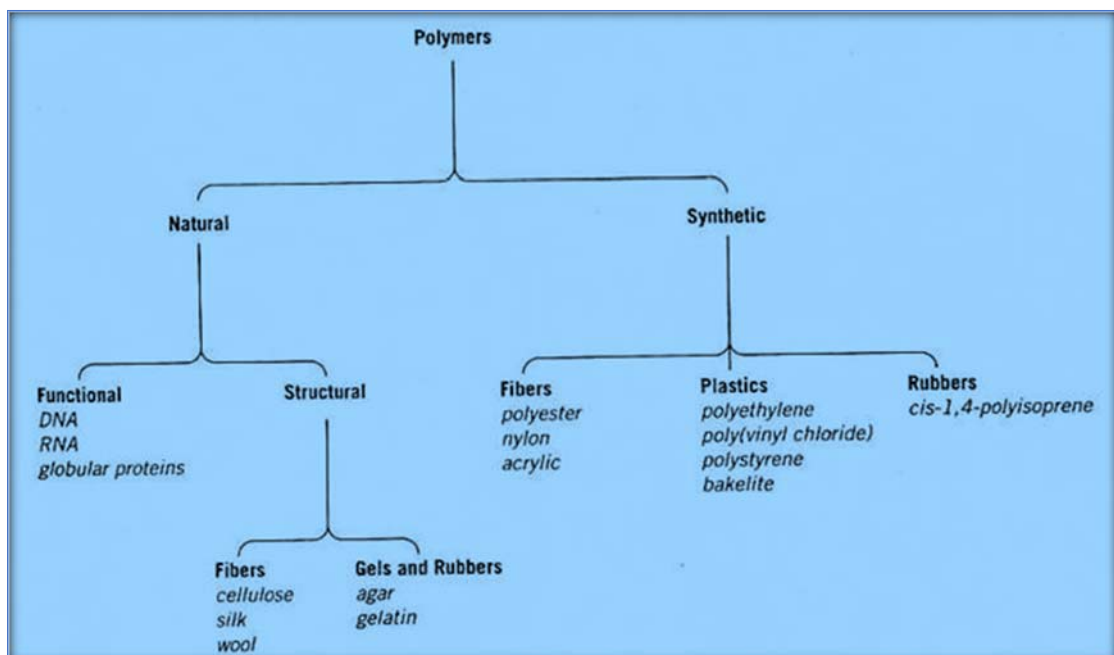 Polymers
Natural
Synthetic
Functional
DNA
RNA
globular proteins
Structural
Fibers
cellulose
silk
wool
Gels and Rubbers
agar
gelatin
Fibers
polyester
nylon
acrylic
Plastics
polyethylene
poly(vinyl chloride)
polystyrene
bakelite
Rubbers
cis-1,4-polyisoprene